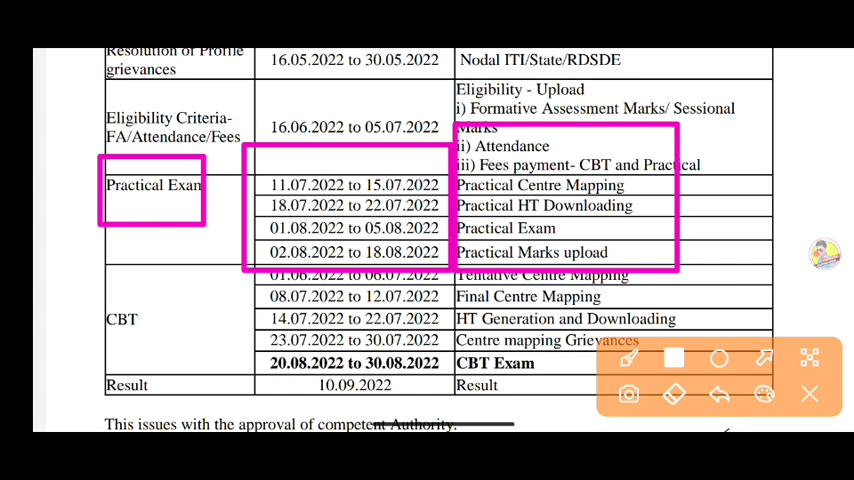 Resolution of Profile
grievances
16.05.2022 to 30.05.2022
Nodal ITI/State/RDSDE
Eligibility Criteria-
FA/Attendance/Fees
16.06.2022 to 05.07.2022
Eligibility - Upload
i) Formative Assessment Marks/ Sessional
Marks
ii) Attendance
iii) Fees payment- CBT and Practical
Practical Exam
11.07.2022 to 15.07.2022
Practical Centre Mapping
18.07.2022 to 22.07.2022
Practical HT Downloading
01.08.2022 to 05.08.2022
Practical Exam
02.08.2022 to 18.08.2022
Practical Marks upload
CBT
01.06.2022 to 06.07.2022
Tentative Centre Mapping
08.07.2022 to 12.07.2022
Final Centre Mapping
14.07.2022 to 22.07.2022
HT Generation and Downloading
23.07.2022 to 30.07.2022
Centre mapping Grievances
20.08.2022 to 30.08.2022
CBT Exam
Result
10.09.2022
Result
This issues with the approval of competent Authority.